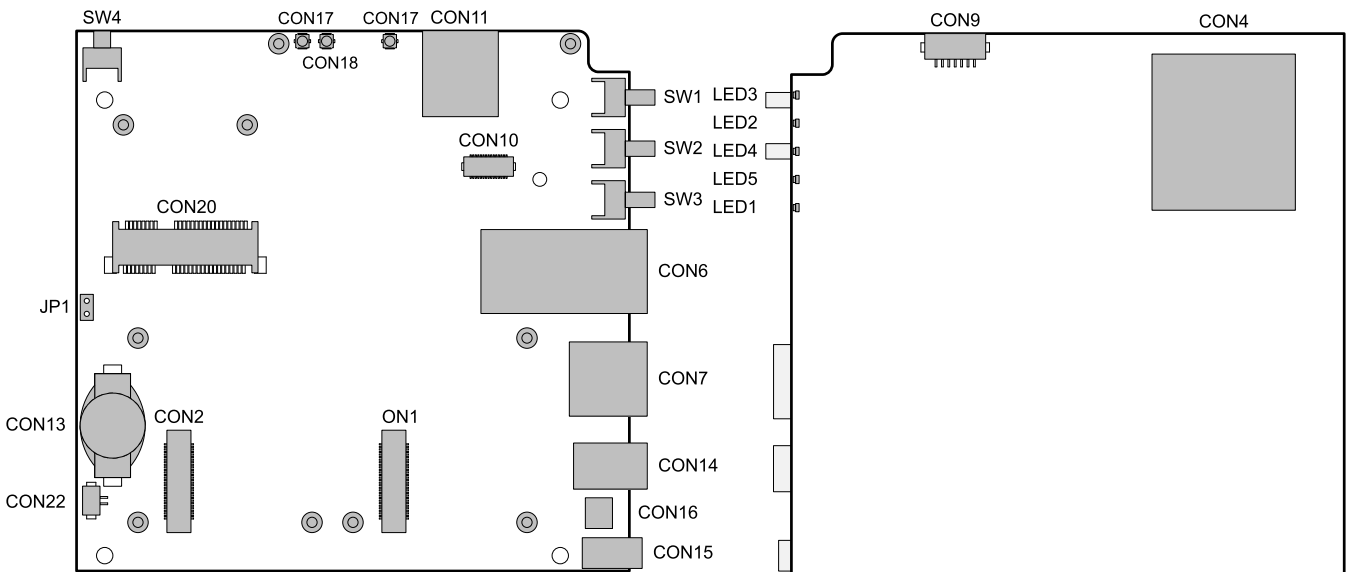 SW4
CON17
CON17
CON11
CON18
SW1
CON10
SW2
SW3
CON20
CON6
JP1
CON7
CON13
CON2
ON1
CON14
CON22
CON16
CON15
CON9
CON4
LED3
LED2
LED4
LED5
LED1